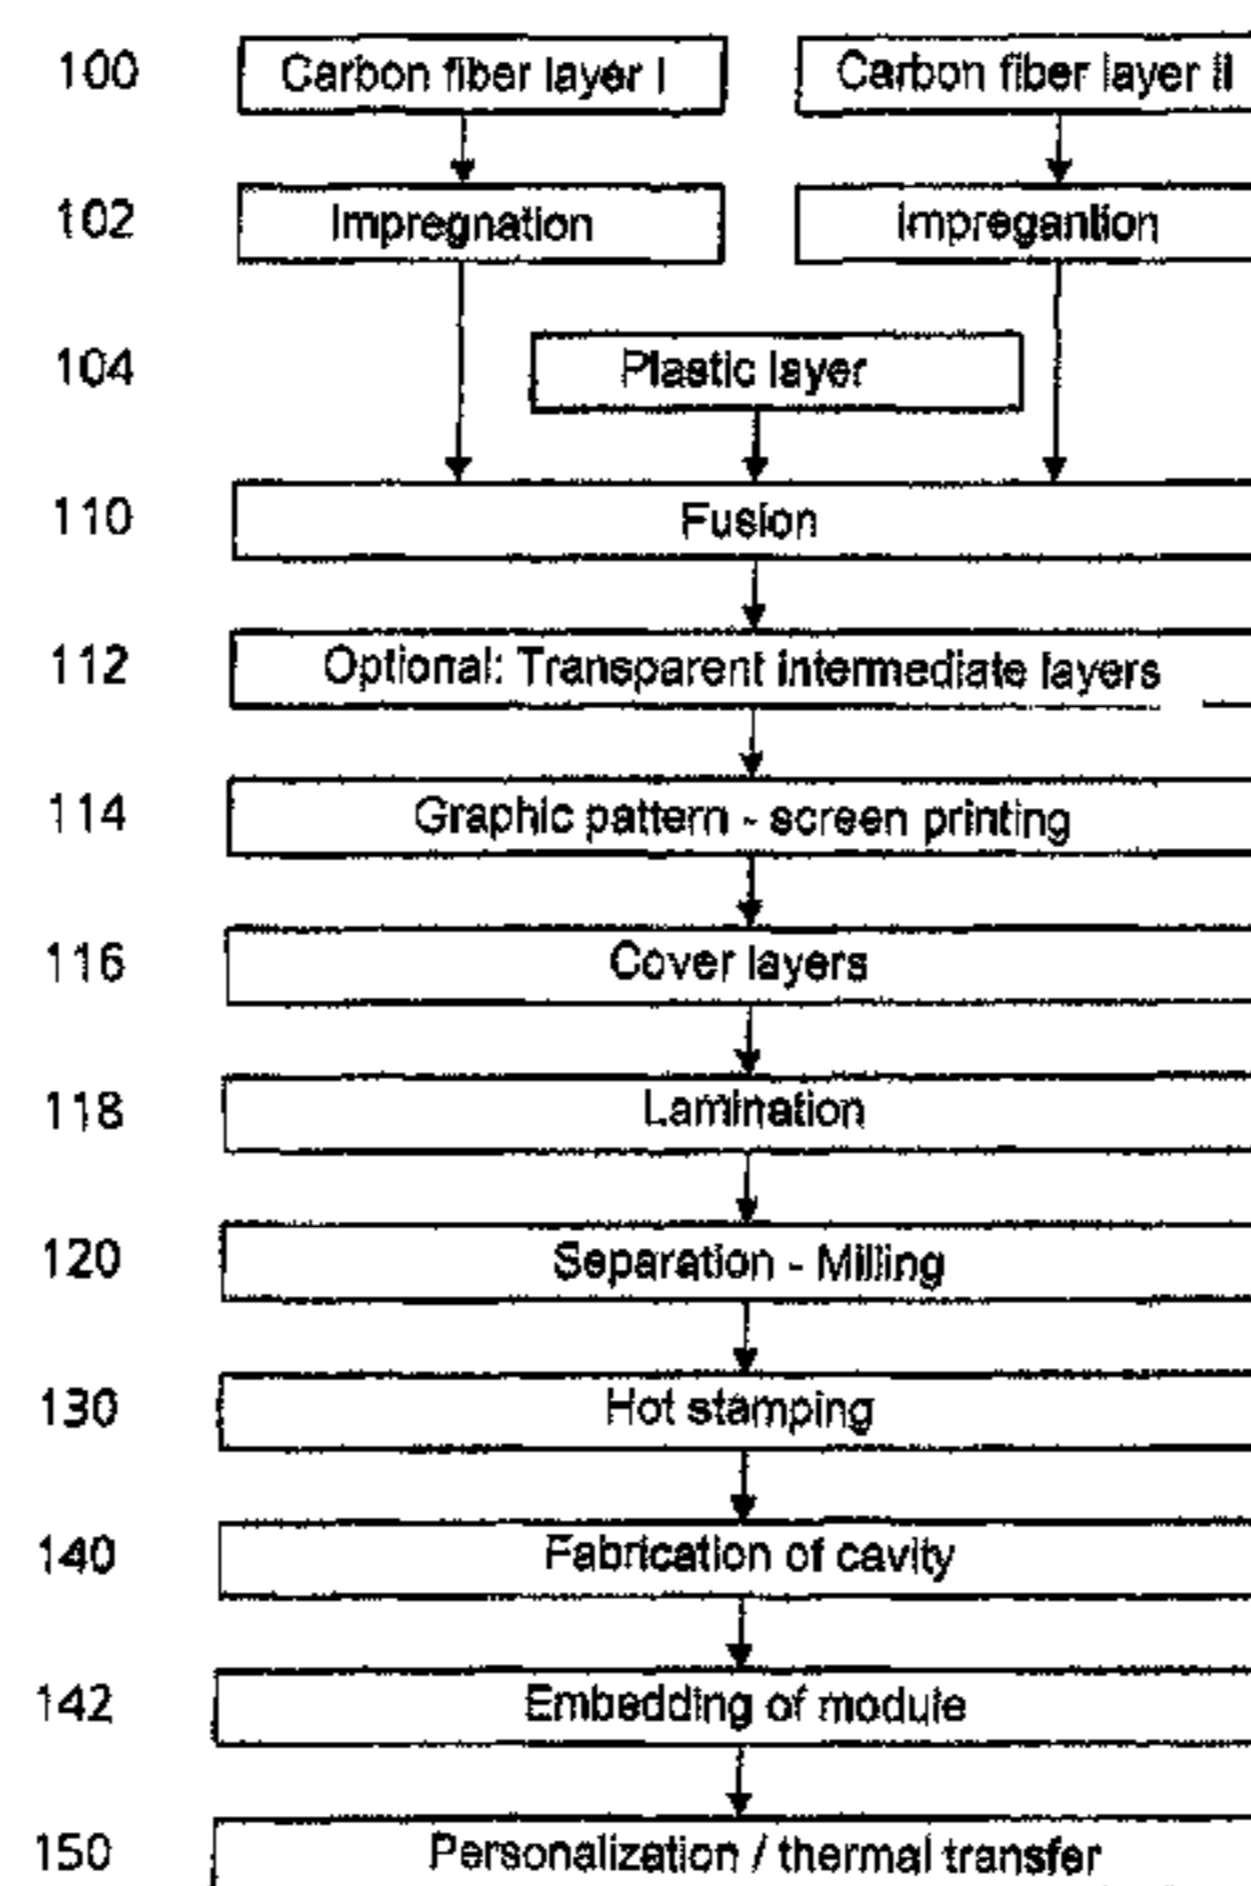 100 Carbon fiber layer I Carbon fiber layer II
102 Impregnation Impregantion
104 Plastic layer
110 Fusion
112 Optional: Transparent intermediate layers
114 Graphic pattern - screen printing
116 Cover layers
118 Lamination
120 Separation - Milling
130 Hot stamping
140 Fabrication of cavity
142 Embedding of module
150 Personalization / thermal transfer